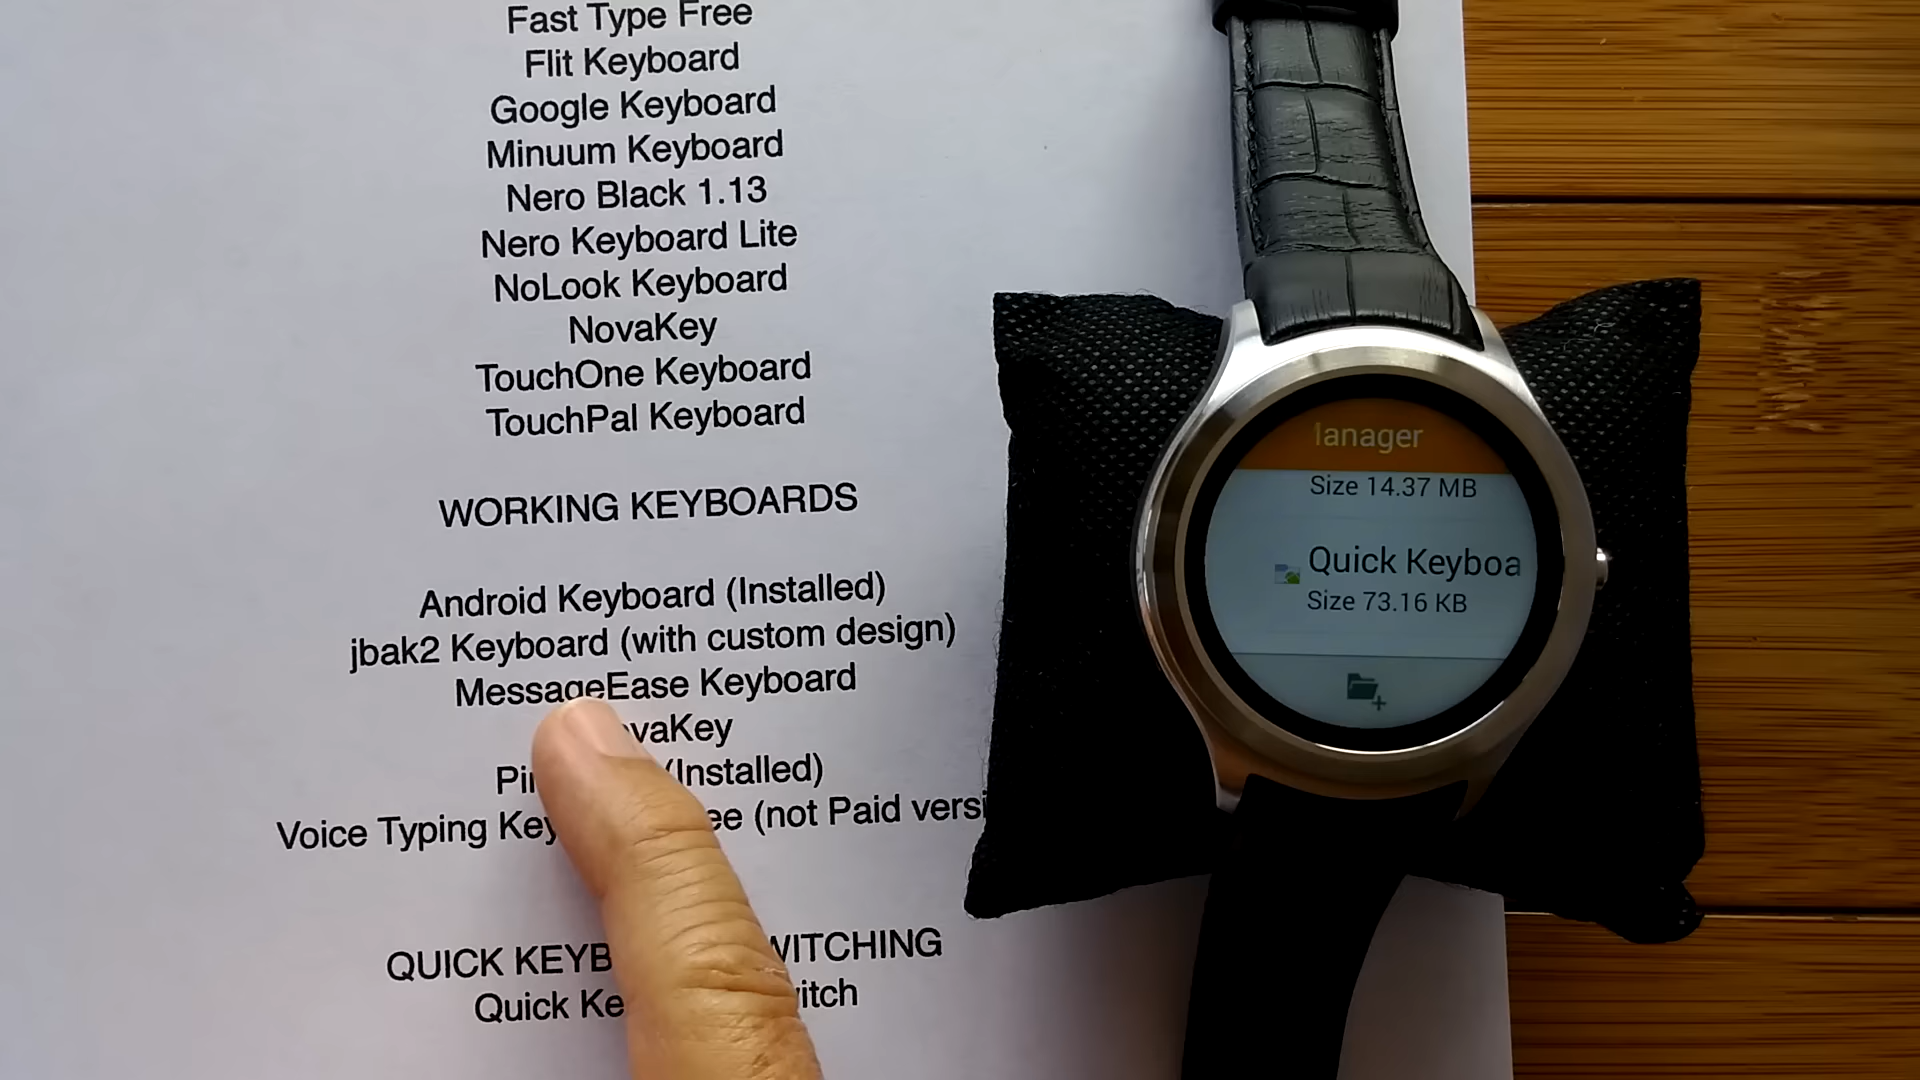 Fast Type Free
Flit Keyboard
Google Keyboard
Minuum Keyboard
Nero Black 1.13
Nero Keyboard Lite
NoLook Keyboard
NovaKey
TouchOne Keyboard
TouchPal Keyboard
WORKING KEYBOARDS
Android Keyboard (Installed)
jbak2 Keyboard (with custom design)
MessageEase Keyboard
vaKey
(Installed)
Voice Typing (not Paid versi
QUICK KEYB WITCHING
Quick Ke itch
anager
Size 14.37 MB
Quick Keyboa
Size 73.16 KB